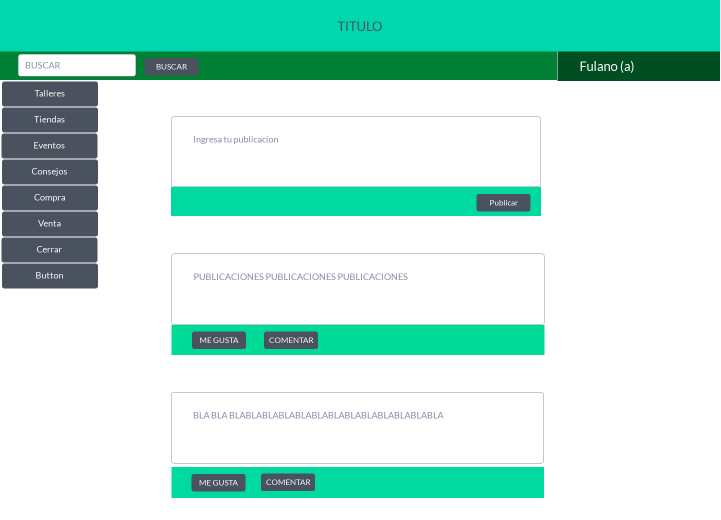 TITULO
BUSCAR
BUSCAR
Fulano (a)
Talleres
Tiendas
Eventos
Consejos
Compra
Venta
Cerrar
Button
Ingresa tu publicacion
Publicar
PUBLICACIONES PUBLICACIONES PUBLICACIONES
ME GUSTA
COMENTAR
BLA BLA BLABLABLABLABLABLABLABLABLABLABLABLABLABLABLA
ME GUSTA
COMENTAR